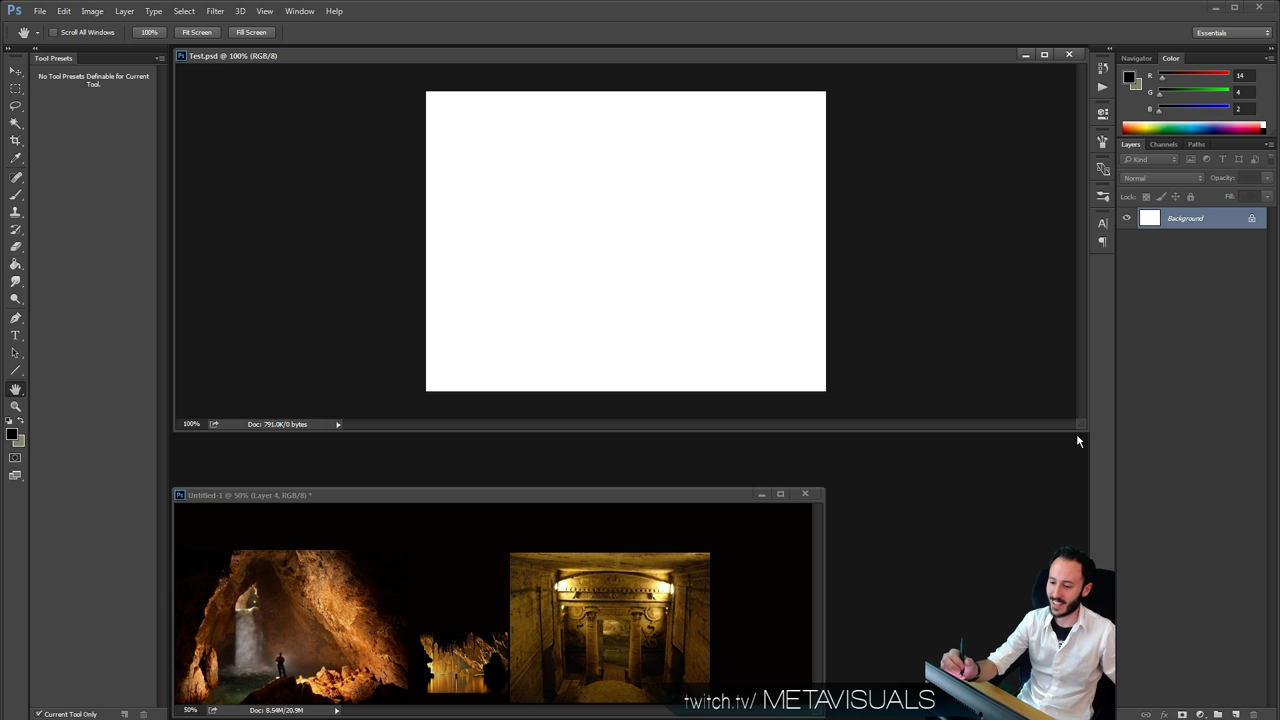 Ps File Edit Image Layer Type Select Filter 3D View Window Help
Scroll All Windows 100% Fit Screen Fill Screen Essentials
Tool Presets
No Tool Presets Definable for Current
Tool.
Ps Test.psd @ 100% (RGB/8)
100% Doc: 791.0K/0 bytes
Ps Untitled-1 @ 50% (Layer 4, RGB/8) *
50% Doc: 8.54M/20.9M
Current Tool Only
Navigator Color
R 14
G 4
B 2
Layers Channels Paths
Kind
Normal Opacity:
Lock: Fill:
Background
twitch.tv/ METAVISUALS